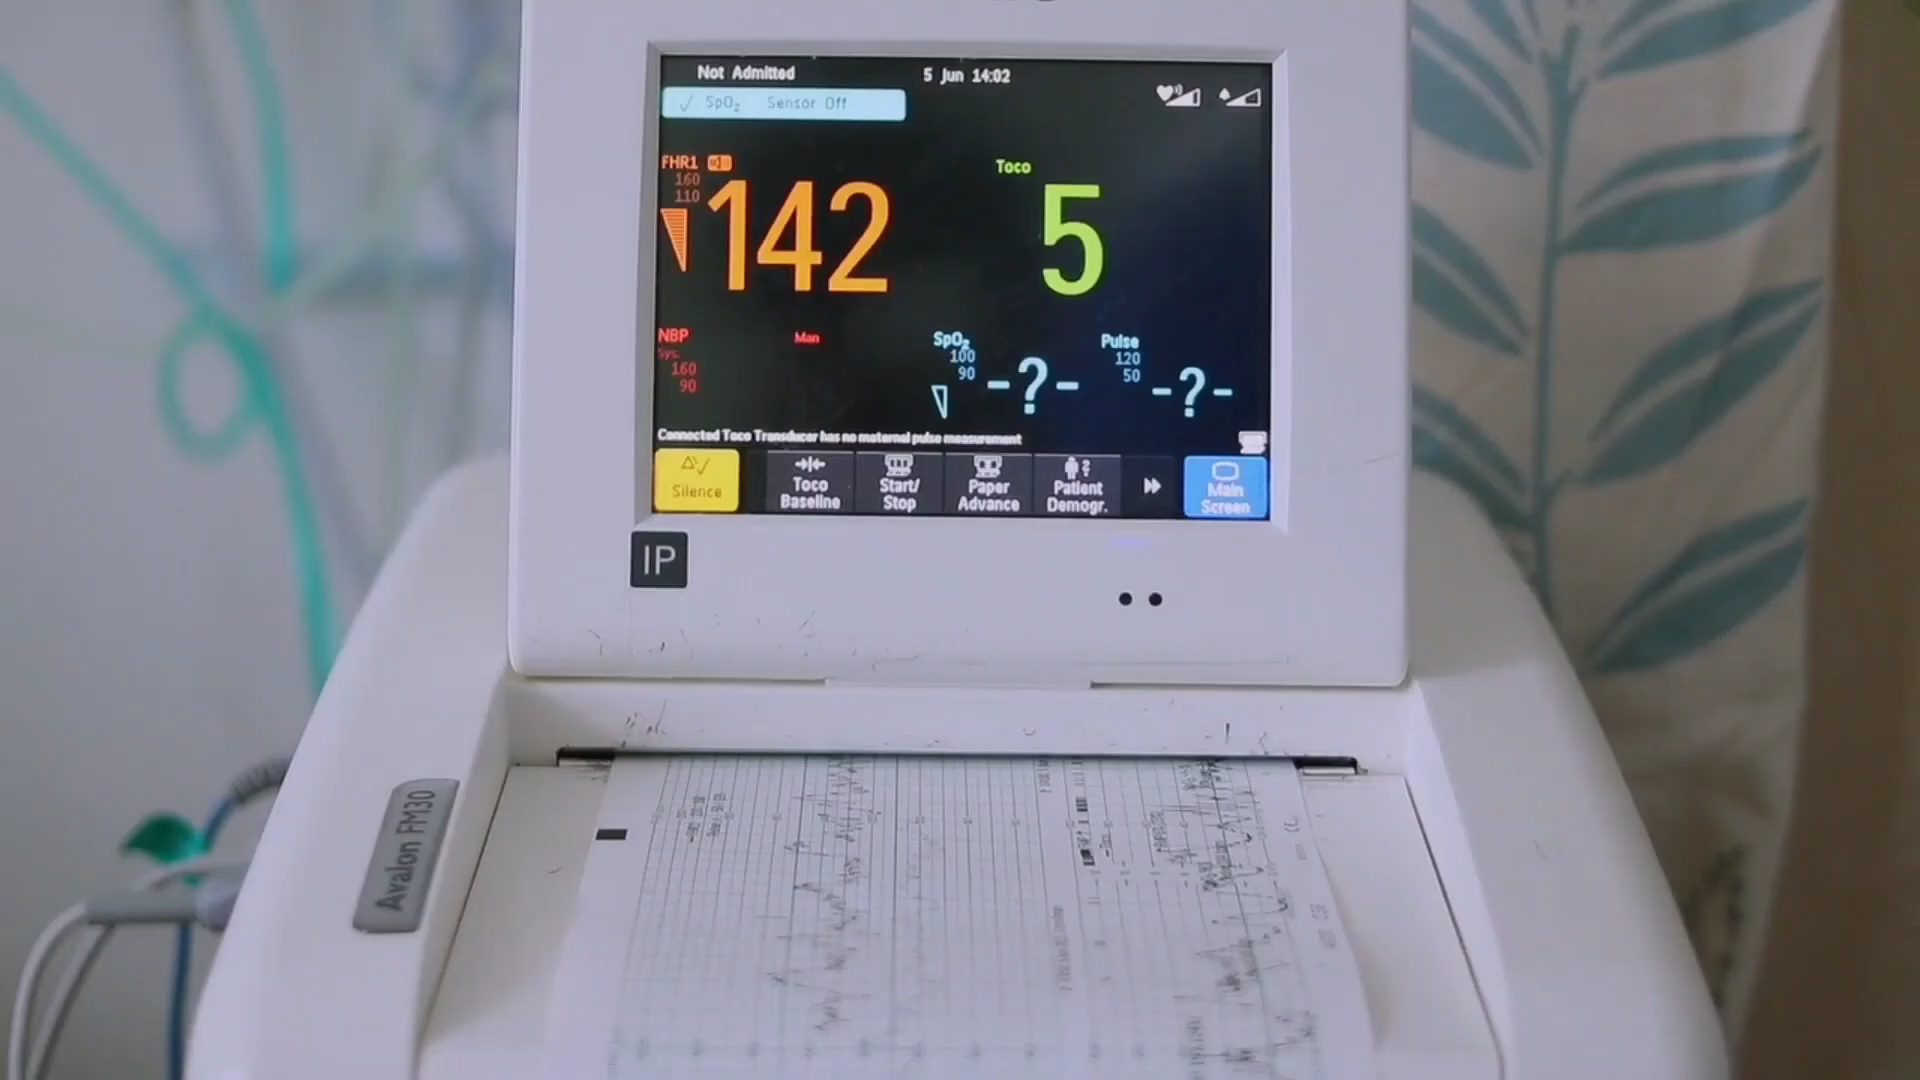 Not Admitted
5 Jun 14:02
✓ SpO₂ Sensor Off
FHR1
160
110
142
Toco
5
NBP
Sys.
160
90
Man
SpO₂
100
90
-?-
Pulse
120
50
-?-
Connected Toco Transducer has no maternal pulse measurement
Silence
Toco
Baseline
Start/
Stop
Paper
Advance
Patient
Demogr.
Main
Screen
IP
Avalon FM30